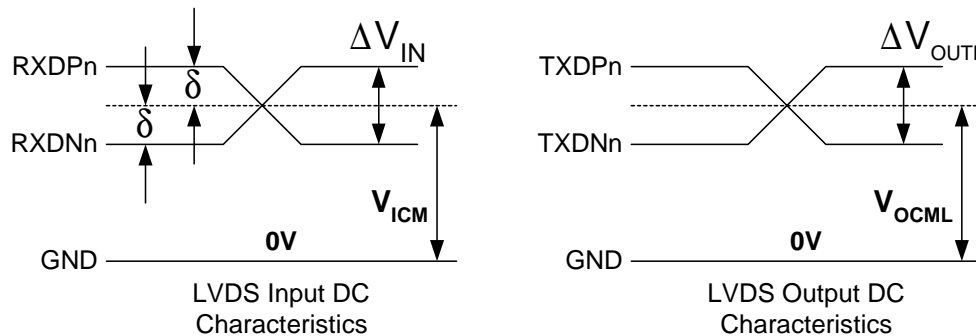 ΔV_IN
RXDPn
δ
δ
RXDNn
V_ICM
0V
GND
LVDS Input DC
Characteristics
ΔV_OUTL
TXDPn
TXDNn
V_OCML
0V
GND
LVDS Output DC
Characteristics